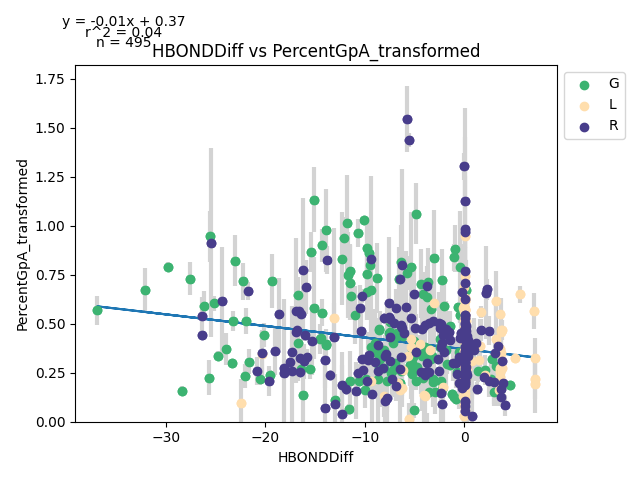 y = -0.01x + 0.37
r^2 = 0.04
n = 495
HBONDDiff vs PercentGpA_transformed
PercentGpA_transformed
1.75
1.50
1.25
1.00
0.75
0.50
0.25
0.00
−30
−20
−10
0
HBONDDiff
G
L
R